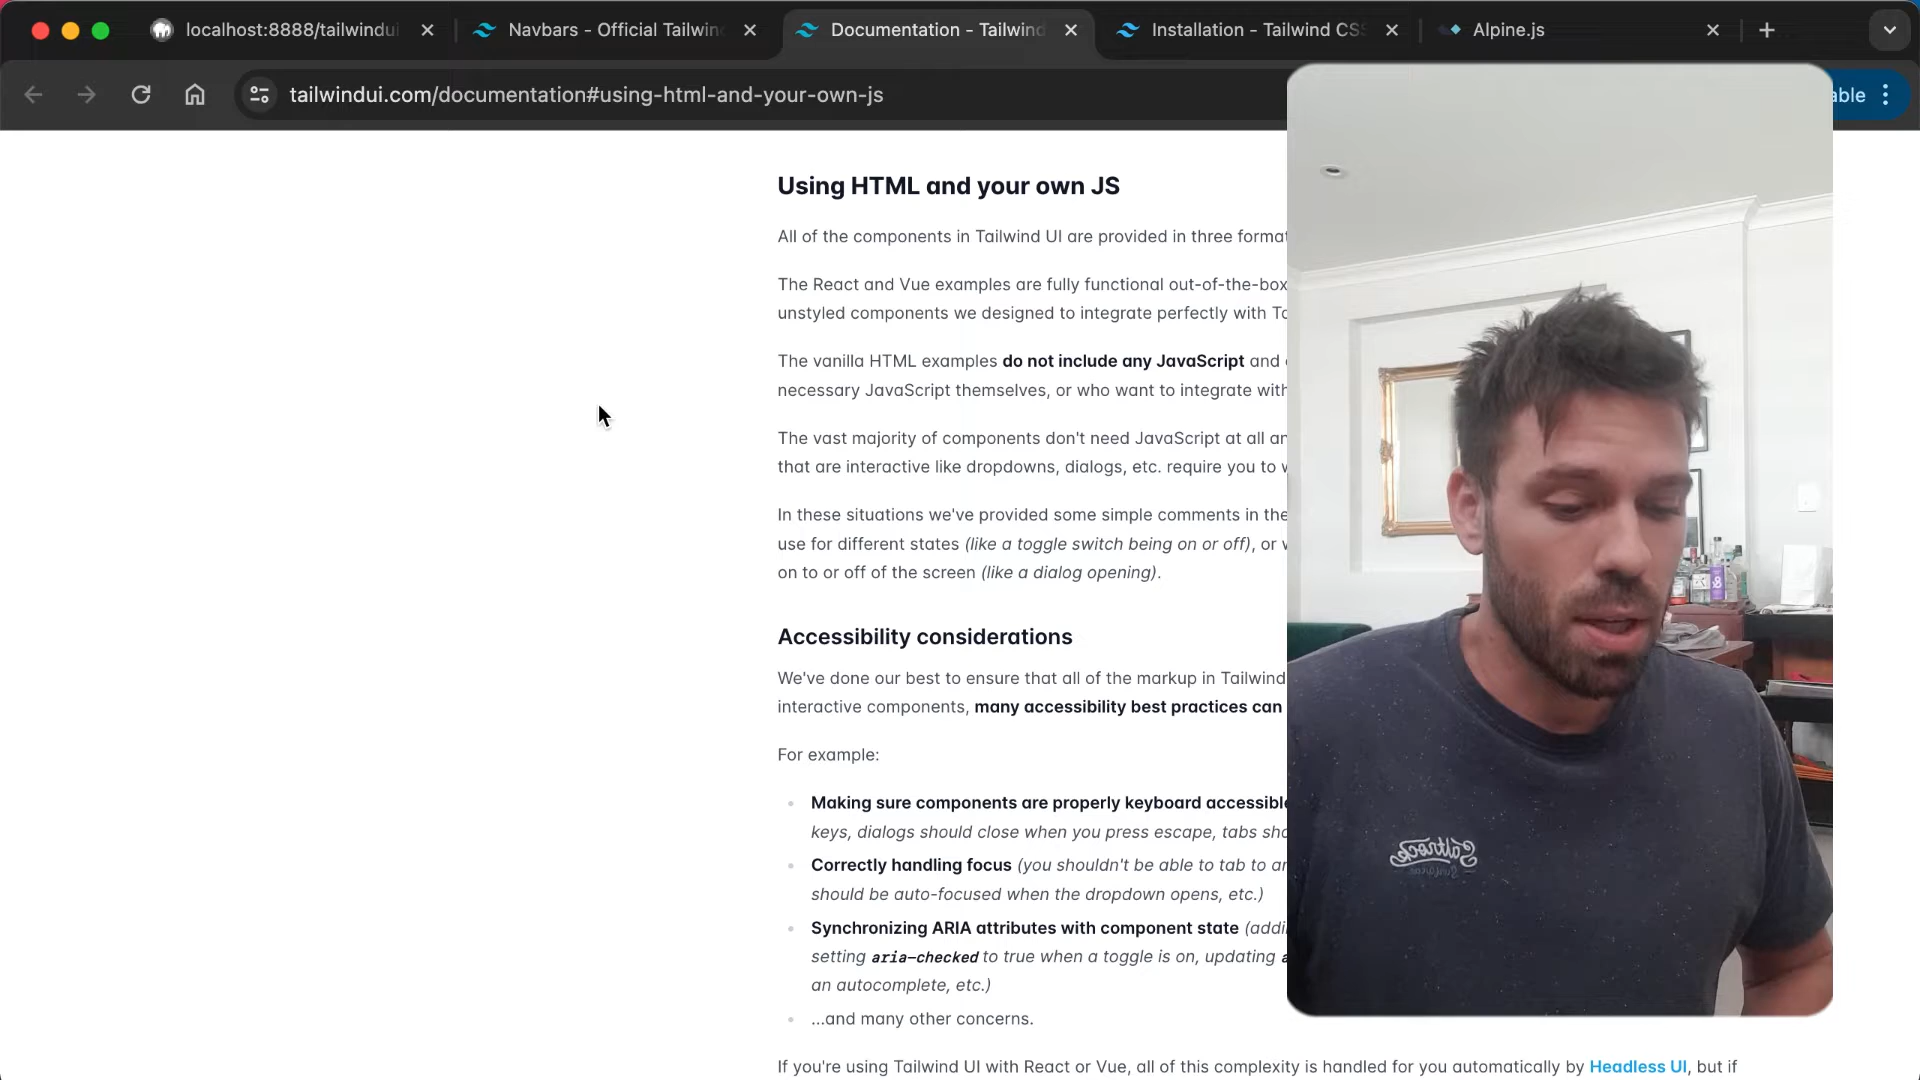 localhost:8888/tailwindui
Navbars - Official Tailwind
Documentation - Tailwind
Installation - Tailwind CSS
Alpine.js
tailwindui.com/documentation#using-html-and-your-own-js
able
Using HTML and your own JS
All of the components in Tailwind UI are provided in three format
The React and Vue examples are fully functional out-of-the-box
unstyled components we designed to integrate perfectly with Ta
The vanilla HTML examples do not include any JavaScript and
necessary JavaScript themselves, or who want to integrate with
The vast majority of components don't need JavaScript at all an
that are interactive like dropdowns, dialogs, etc. require you to
In these situations we've provided some simple comments in the
use for different states (like a toggle switch being on or off), or
on to or off of the screen (like a dialog opening).
Accessibility considerations
We've done our best to ensure that all of the markup in Tailwind
interactive components, many accessibility best practices can
For example:
Making sure components are properly keyboard accessible
keys, dialogs should close when you press escape, tabs sho
Correctly handling focus (you shouldn't be able to tab to an
should be auto-focused when the dropdown opens, etc.)
Synchronizing ARIA attributes with component state (addi
setting aria-checked to true when a toggle is on, updating
an autocomplete, etc.)
...and many other concerns.
If you're using Tailwind UI with React or Vue, all of this complexity is handled for you automatically by Headless UI, but if
Saltrock